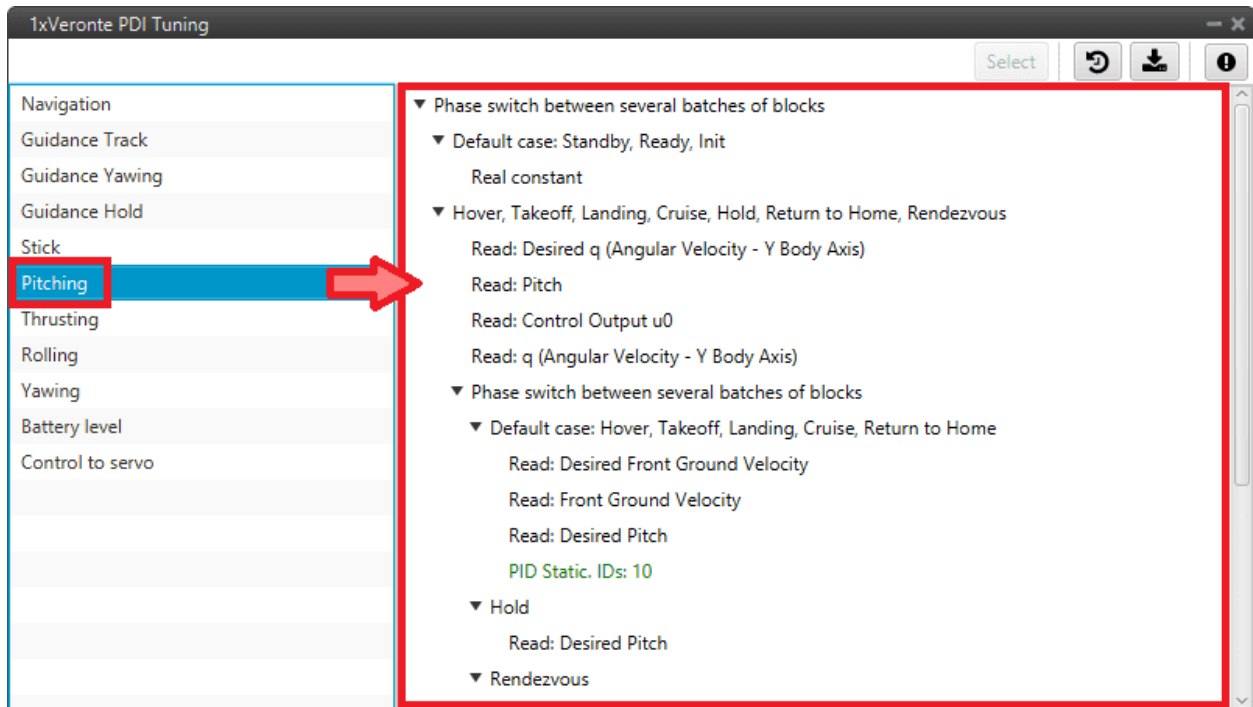 1xVeronte PDI Tuning
Select
Navigation
Guidance Track
Guidance Yawing
Guidance Hold
Stick
Pitching
Thrusting
Rolling
Yawing
Battery level
Control to servo
Phase switch between several batches of blocks
Default case: Standby, Ready, Init
Real constant
Hover, Takeoff, Landing, Cruise, Hold, Return to Home, Rendezvous
Read: Desired q (Angular Velocity - Y Body Axis)
Read: Pitch
Read: Control Output u0
Read: q (Angular Velocity - Y Body Axis)
Phase switch between several batches of blocks
Default case: Hover, Takeoff, Landing, Cruise, Return to Home
Read: Desired Front Ground Velocity
Read: Front Ground Velocity
Read: Desired Pitch
PID Static. IDs: 10
Hold
Read: Desired Pitch
Rendezvous